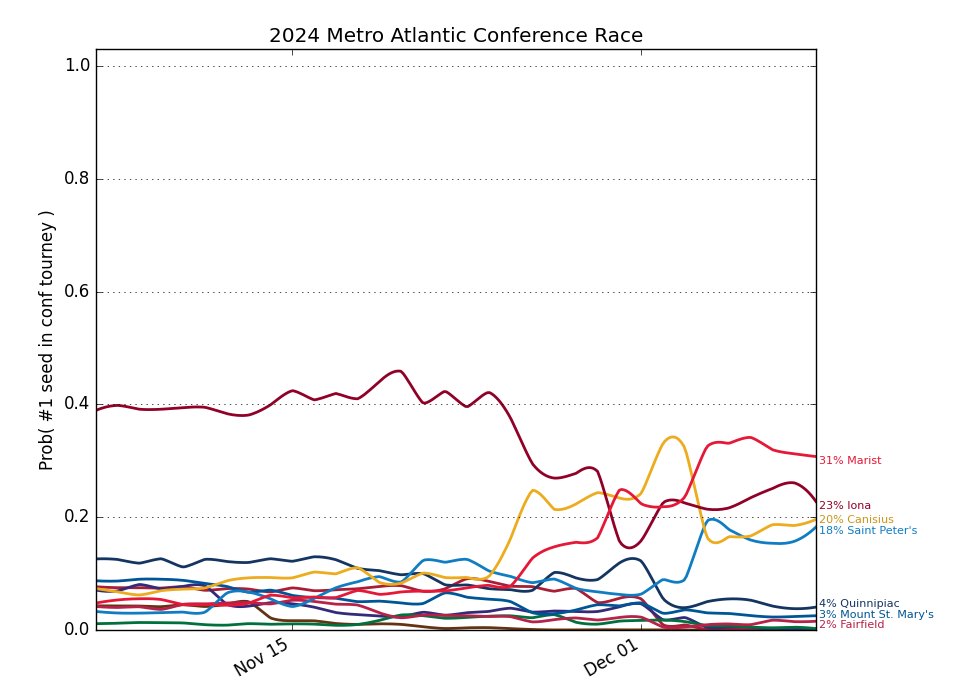 2024 Metro Atlantic Conference Race
Prob( #1 seed in conf tourney )
1.0
0.8
0.6
0.4
0.2
0.0
Nov 15
Dec 01
31% Marist
23% Iona
20% Canisius
18% Saint Peter's
4% Quinnipiac
3% Mount St. Mary's
2% Fairfield